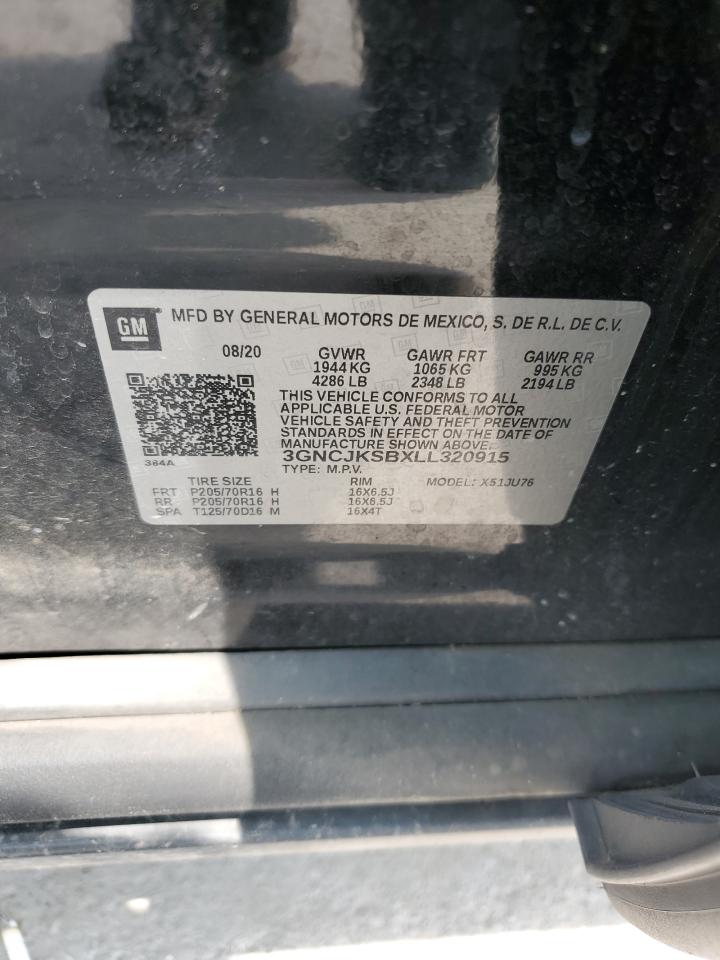 GM MFD BY GENERAL MOTORS DE MEXICO, S. DE R.L. DE C.V.
08/20 GVWR GAWR FRT GAWR RR
1944 KG 1065 KG 995 KG
4286 LB 2348 LB 2194 LB
THIS VEHICLE CONFORMS TO ALL
APPLICABLE U.S. FEDERAL MOTOR
VEHICLE SAFETY AND THEFT PREVENTION
STANDARDS IN EFFECT ON THE DATE OF
MANUFACTURE SHOWN ABOVE.
3GNCJKSBXLL320915
384A TYPE: M.P.V.
TIRE SIZE RIM MODEL: X51JU76
FRT P205/70R16 H 16X6.5J
RR P205/70R16 H 16X6.5J
SPA T125/70D16 M 16X4T